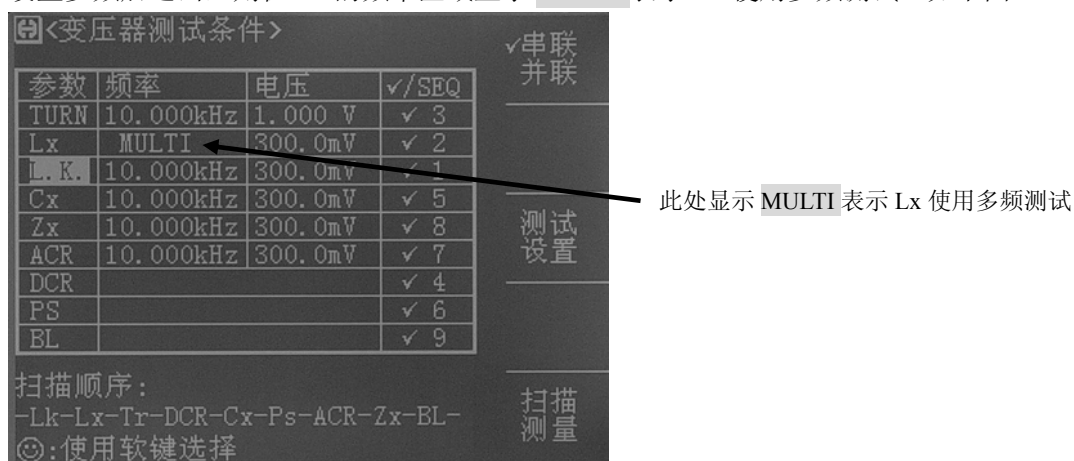 <变压器测试条件>
参数 频率 电压 ✓/SEQ
TURN 10.000kHz 1.000 V ✓ 3
Lx MULTI 300.0mV ✓ 2
L.K. 10.000kHz 300.0mV ✓ 1
Cx 10.000kHz 300.0mV ✓ 5
Zx 10.000kHz 300.0mV ✓ 8
ACR 10.000kHz 300.0mV ✓ 7
DCR ✓ 4
PS ✓ 6
BL ✓ 9
扫描顺序:
-Lk-Lx-Tr-DCR-Cx-Ps-ACR-Zx-BL-
☺:使用软键选择
✓串联
并联
测试
设置
扫描
测量
此处显示 MULTI 表示 Lx 使用多频测试